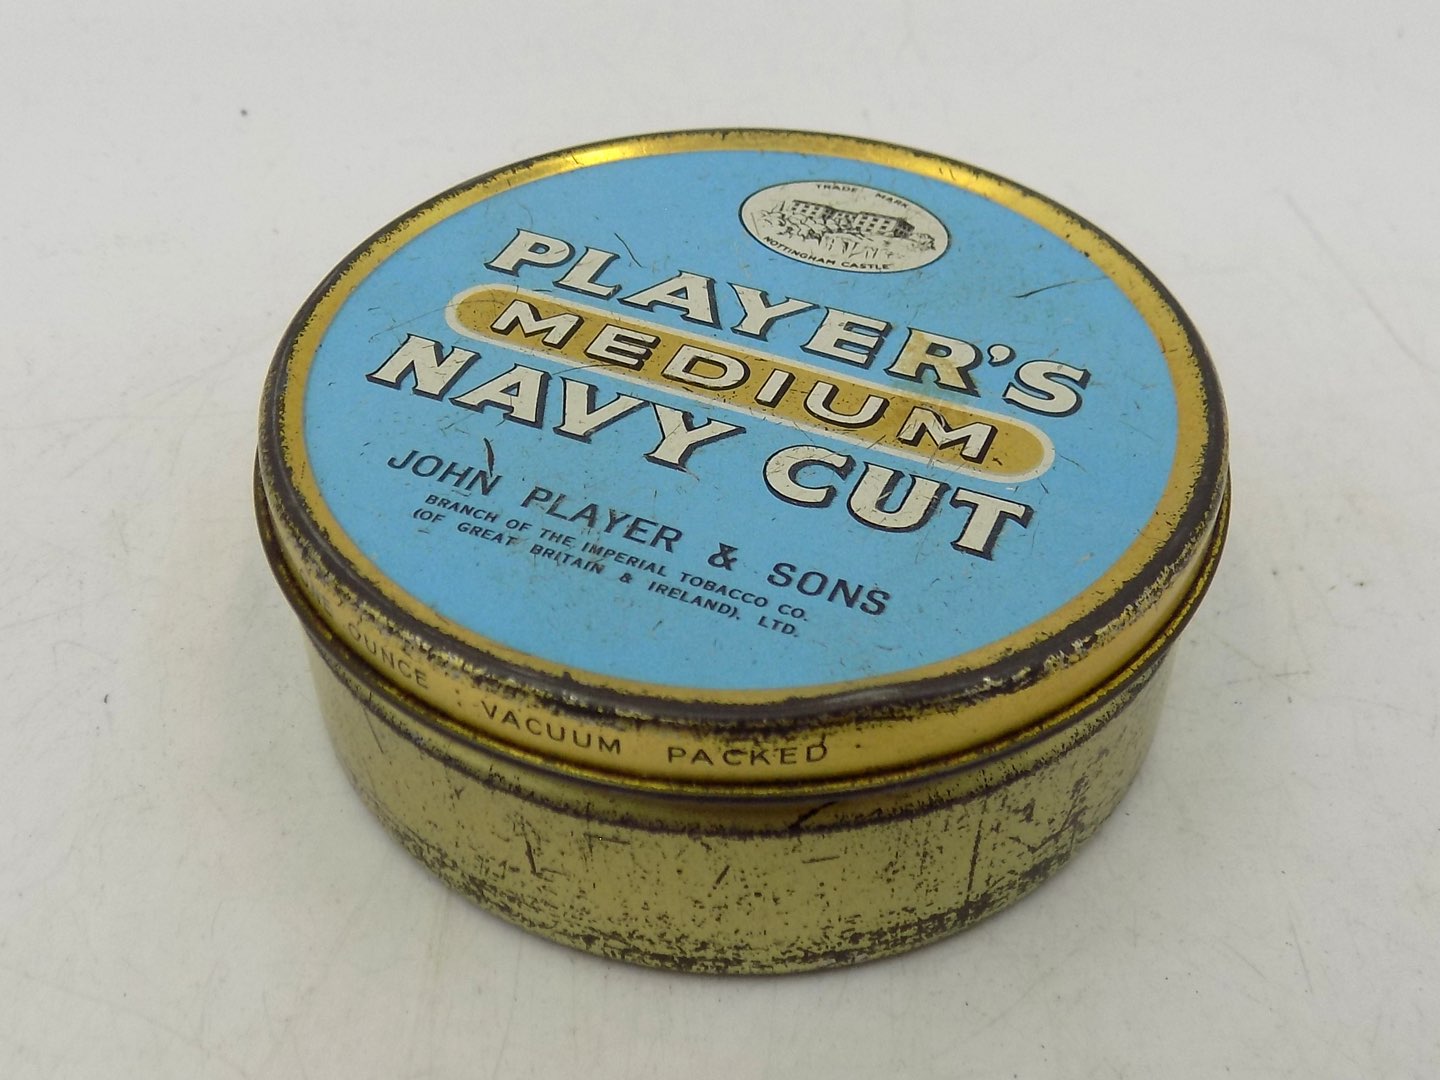 TRADE MARK
NOTTINGHAM CASTLE
PLAYER'S
MEDIUM
NAVY CUT
JOHN PLAYER & SONS
BRANCH OF THE IMPERIAL TOBACCO CO.
(OF GREAT BRITAIN & IRELAND), LTD.
OUNCE · VACUUM PACKED ·